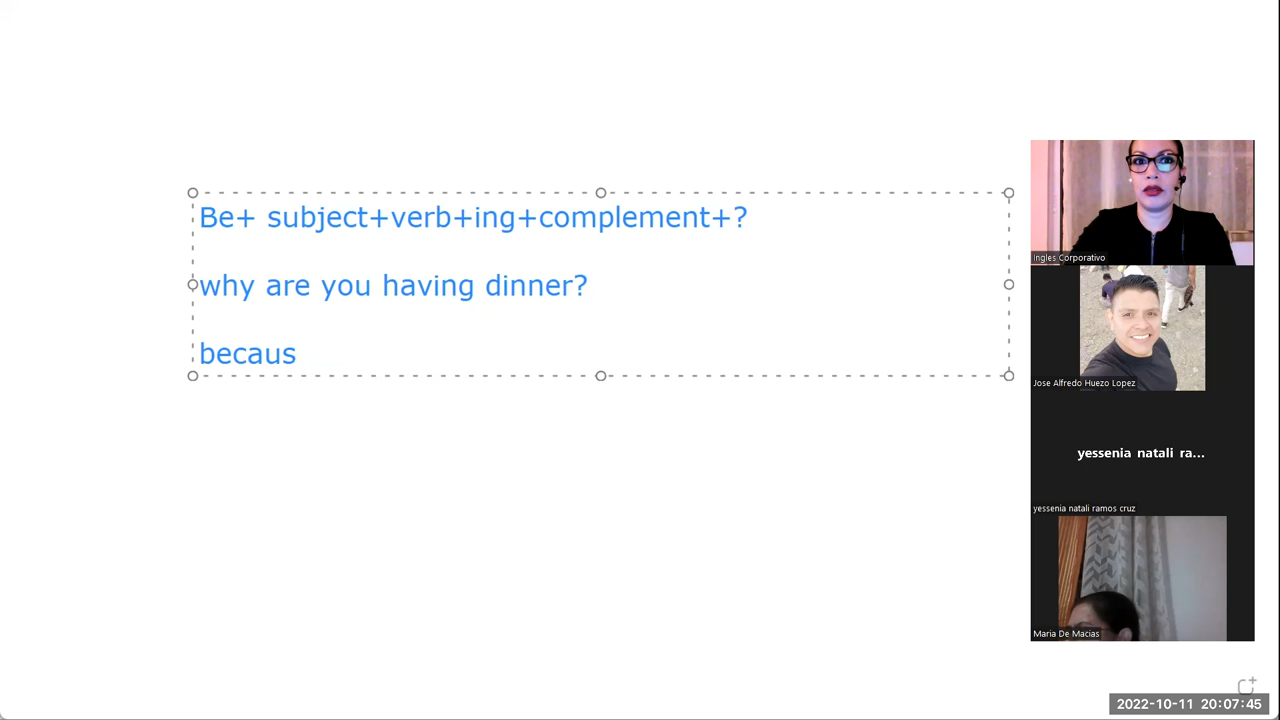 Be+ subject+verb+ing+complement+?
why are you having dinner?
becaus
Ingles Corporativo
Jose Alfredo Huezo Lopez
yessenia natali ra...
yessenia natali ramos cruz
Maria De Macias
2022-10-11 20:07:45